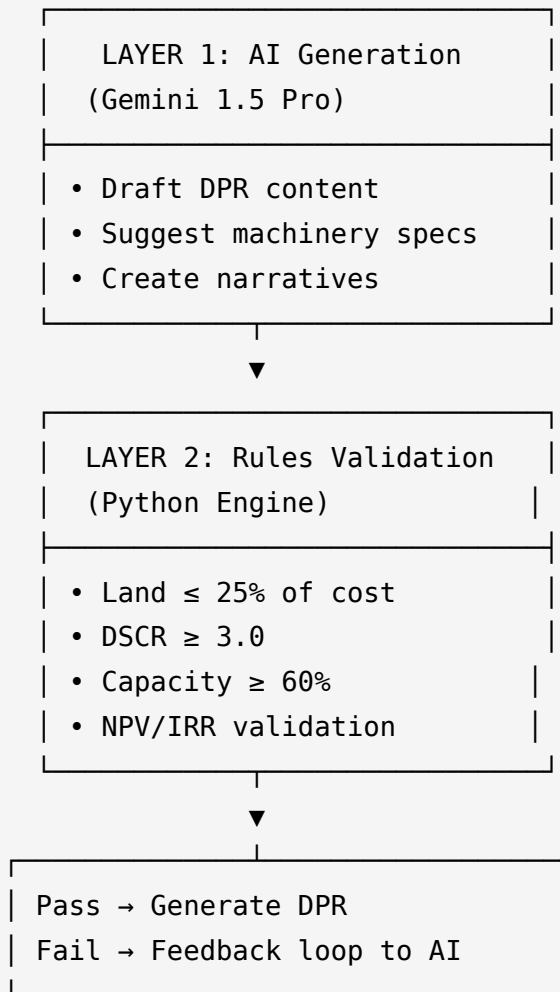 LAYER 1: AI Generation
(Gemini 1.5 Pro)
• Draft DPR content
• Suggest machinery specs
• Create narratives
▼
LAYER 2: Rules Validation
(Python Engine)
• Land ≤ 25% of cost
• DSCR ≥ 3.0
• Capacity ≥ 60%
• NPV/IRR validation
▼
Pass → Generate DPR
Fail → Feedback loop to AI